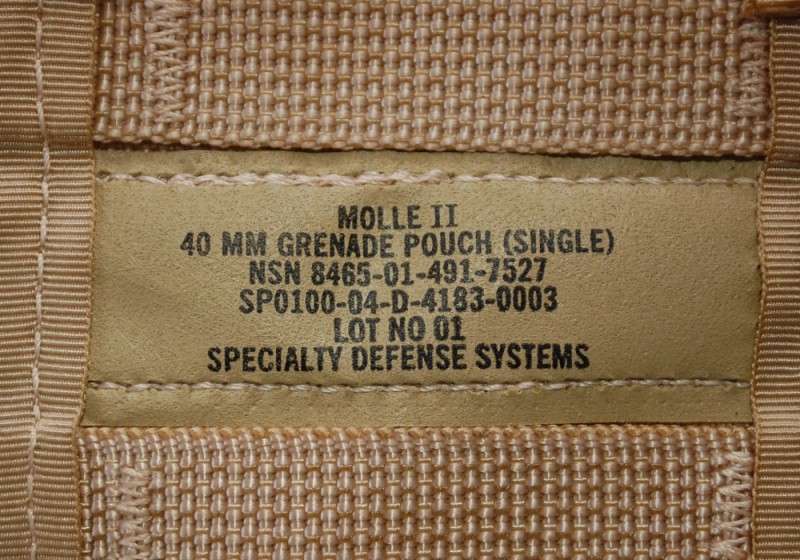 MOLLE II
40 MM GRENADE POUCH (SINGLE)
NSN 8465-01-491-7527
SP0100-04-D-4183-0003
LOT NO 01
SPECIALTY DEFENSE SYSTEMS